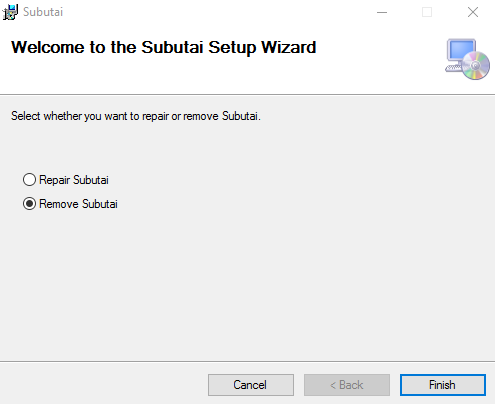 Subutai
Welcome to the Subutai Setup Wizard
Select whether you want to repair or remove Subutai.
Repair Subutai
Remove Subutai
Cancel
< Back
Finish